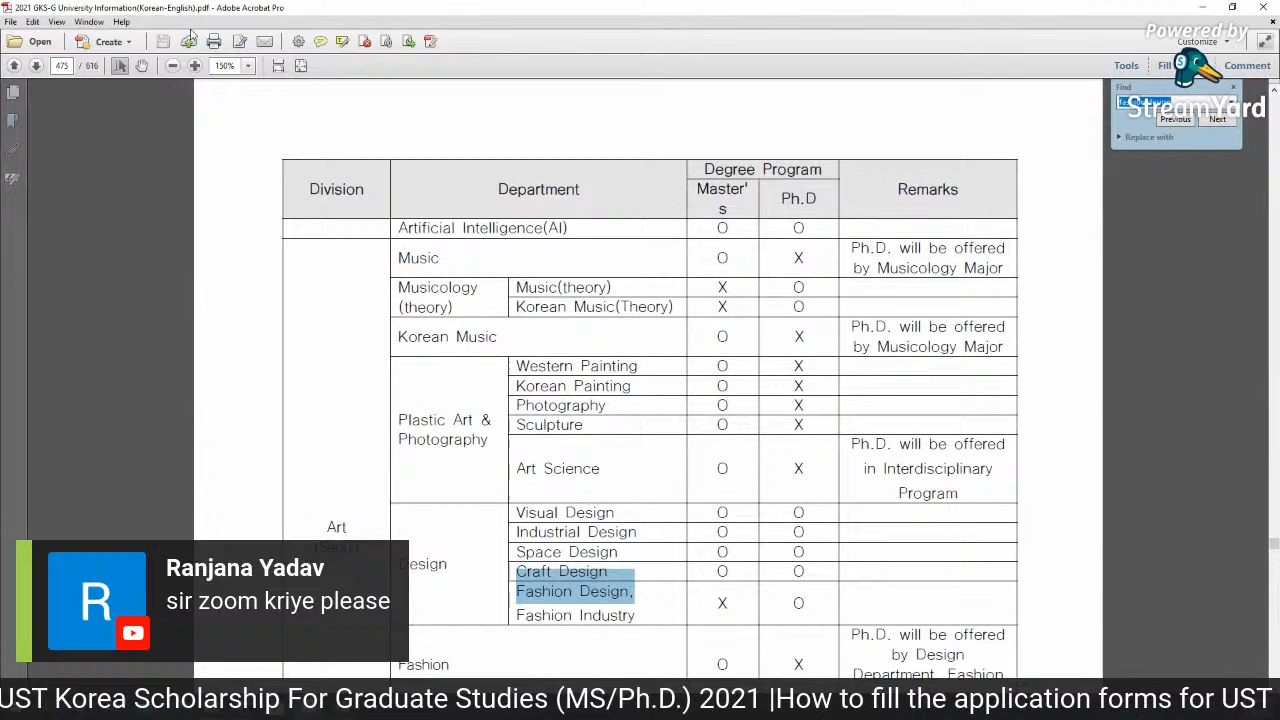 2021 GKS-G University Information(Korean-English).pdf - Adobe Acrobat Pro
File Edit View Window Help
Open Create Customize
475 / 616 150% Tools Fill Comment
Powered by
StreamYard
Find
Previous Next
Replace with
Division Department Degree Program Remarks
Master' Ph.D
s
Artificial Intelligence(AI) O O
Music O X Ph.D. will be offered
by Musicology Major
Musicology Music(theory) X O
(theory) Korean Music(Theory) X O
Korean Music O X Ph.D. will be offered
by Musicology Major
Western Painting O X
Korean Painting O X
Plastic Art & Photography O X
Photography Sculpture O X
Art Science O X Ph.D. will be offered
in Interdisciplinary
Program
Visual Design O O
Art Industrial Design O O
Space Design O O
Design Craft Design O O
Fashion Design, X O
Fashion Industry
Fashion O X Ph.D. will be offered
by Design
Department, Fashion
R
Ranjana Yadav
sir zoom kriye please
UST Korea Scholarship For Graduate Studies (MS/Ph.D.) 2021 |How to fill the application forms for UST